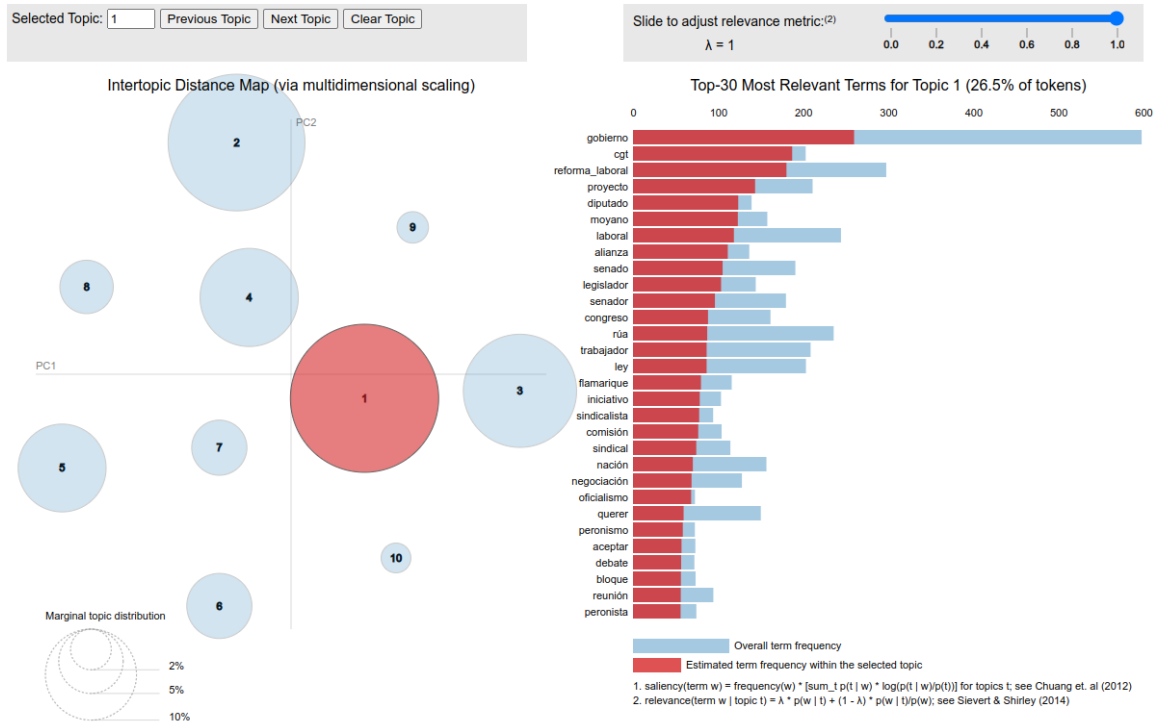 Selected Topic: 1 Previous Topic Next Topic Clear Topic
Slide to adjust relevance metric:(2)
λ = 1
0.0 0.2 0.4 0.6 0.8 1.0
Intertopic Distance Map (via multidimensional scaling)
PC2
PC1
2
9
8
4
1
3
7
5
10
6
Marginal topic distribution
2%
5%
10%
Top-30 Most Relevant Terms for Topic 1 (26.5% of tokens)
0 100 200 300 400 500 600
gobierno
cgt
reforma_laboral
proyecto
diputado
moyano
laboral
alianza
senado
legislador
senador
congreso
rúa
trabajador
ley
flamarique
iniciativo
sindicalista
comisión
sindical
nación
negociación
oficialismo
querer
peronismo
aceptar
debate
bloque
reunión
peronista
Overall term frequency
Estimated term frequency within the selected topic
1. saliency(term w) = frequency(w) * [sum_t p(t | w) * log(p(t | w)/p(t))] for topics t; see Chuang et. al (2012)
2. relevance(term w | topic t) = λ * p(w | t) + (1 - λ) * p(w | t)/p(w); see Sievert & Shirley (2014)